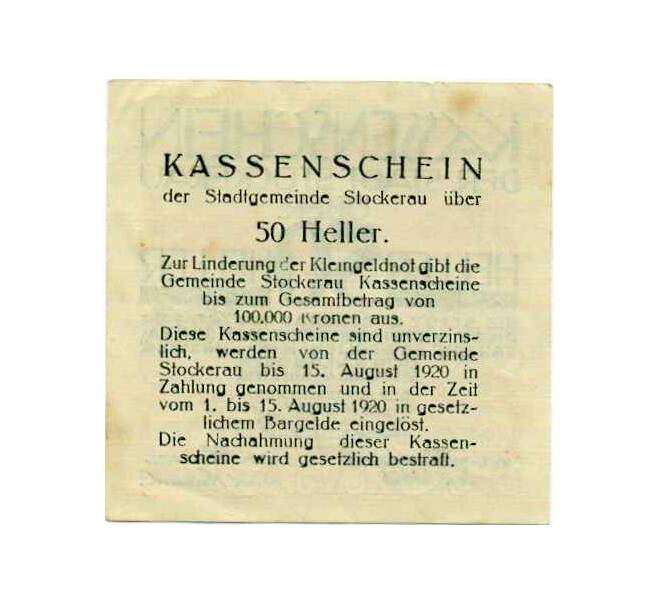 KASSENSCHEIN
der Stadtgemeinde Stockerau über
50 Heller.
Zur Linderung der Kleingeldnot gibt die
Gemeinde Stockerau Kassenscheine
bis zum Gesamtbetrag von
100,000 Kronen aus.
Diese Kassenscheine sind unverzins-
lich, werden von der Gemeinde
Stockerau bis 15. August 1920 in
Zahlung genommen und in der Zeit
vom 1. bis 15. August 1920 in gesetz-
lichem Bargelde eingelöst.
Die Nachahmung dieser Kassen-
scheine wird gesetzlich bestraft.